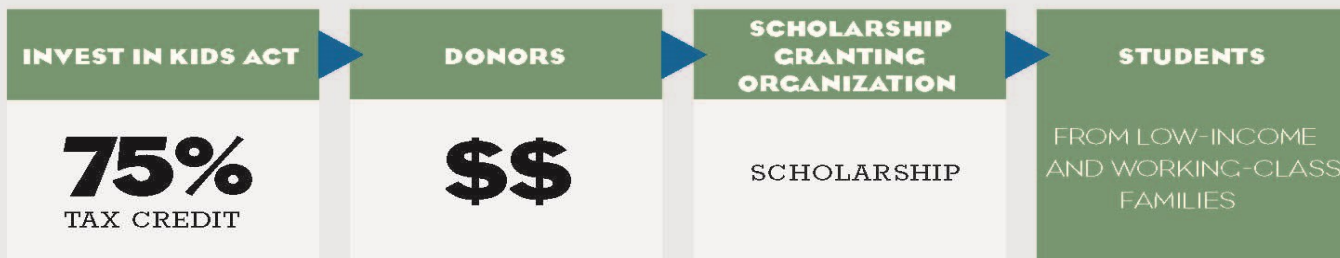 INVEST IN KIDS ACT
75%
TAX CREDIT
DONORS
$$
SCHOLARSHIP
GRANTING
ORGANIZATION
SCHOLARSHIP
STUDENTS
FROM LOW-INCOME
AND WORKING-CLASS
FAMILIES